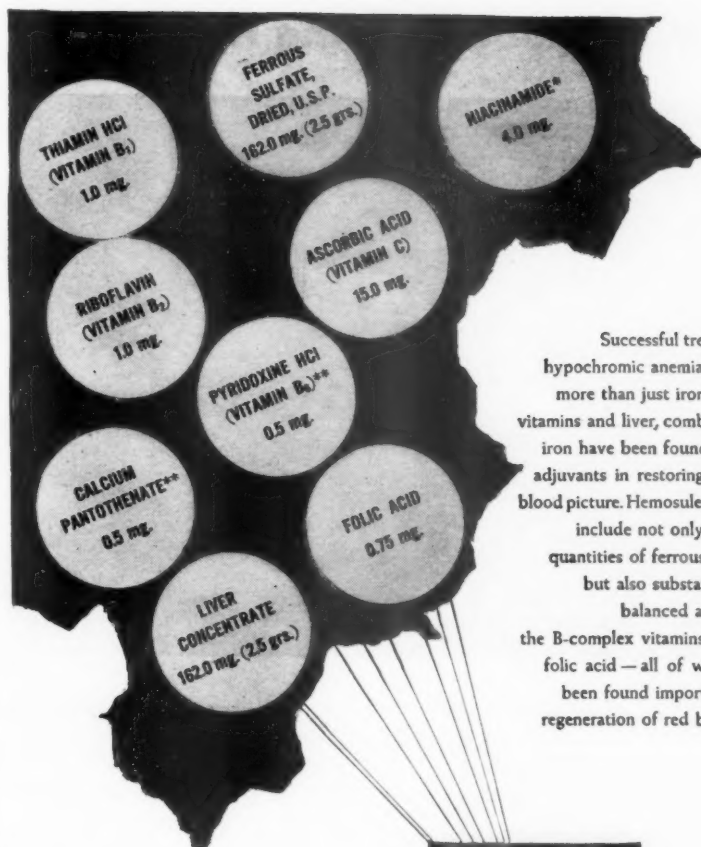 FERROUS
SULFATE,
DRIED, U.S.P.
162.0 mg. (2.5 grs.)
NIACINAMIDE*
4.0 mg.
THIAMIN HCl
(VITAMIN B₁)
1.0 mg.
ASCORBIC ACID
(VITAMIN C)
15.0 mg.
RIBOFLAVIN
(VITAMIN B₂)
1.0 mg.
PYRIDOXINE HCl
(VITAMIN B₆)**
0.5 mg.
CALCIUM
PANTOTHENATE**
0.5 mg.
FOLIC ACID
0.75 mg.
LIVER
CONCENTRATE
162.0 mg. (2.5 grs.)
Successful tre
hypochromic anemia
more than just iron
vitamins and liver, comb
iron have been found
adjuvants in restoring
blood picture. Hemosule
include not only
quantities of ferrous
but also substa
balanced a
the B-complex vitamins
folic acid — all of w
been found impor
regeneration of red b